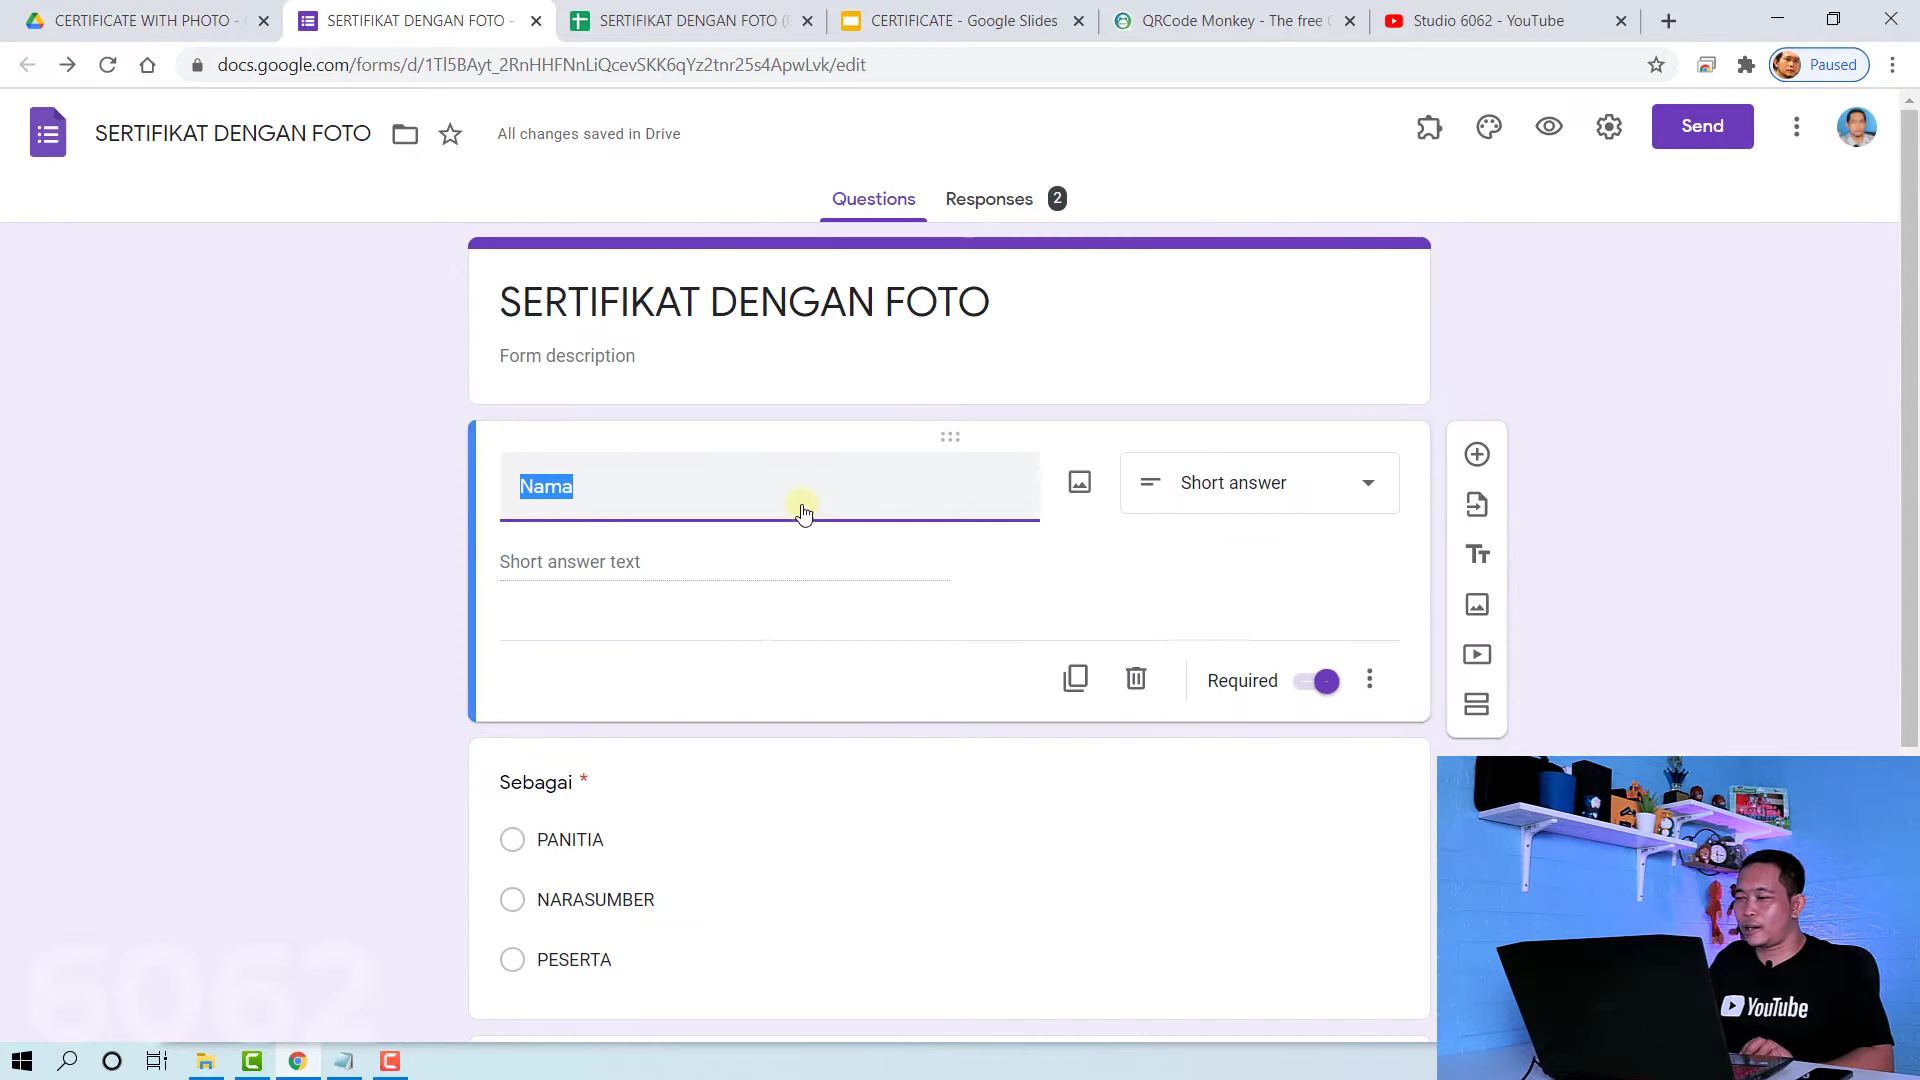 CERTIFICATE WITH PHOTO -
SERTIFIKAT DENGAN FOTO -
SERTIFIKAT DENGAN FOTO (
CERTIFICATE - Google Slides
QRCode Monkey - The free
Studio 6062 - YouTube
docs.google.com/forms/d/1Tl5BAyt_2RnHHFNnLiQcevSKK6qYz2tnr25s4ApwLvk/edit
Paused
SERTIFIKAT DENGAN FOTO
All changes saved in Drive
Send
Questions
Responses 2
SERTIFIKAT DENGAN FOTO
Form description
Nama
Short answer
Short answer text
Required
Sebagai *
PANITIA
NARASUMBER
PESERTA
6062
YouTube